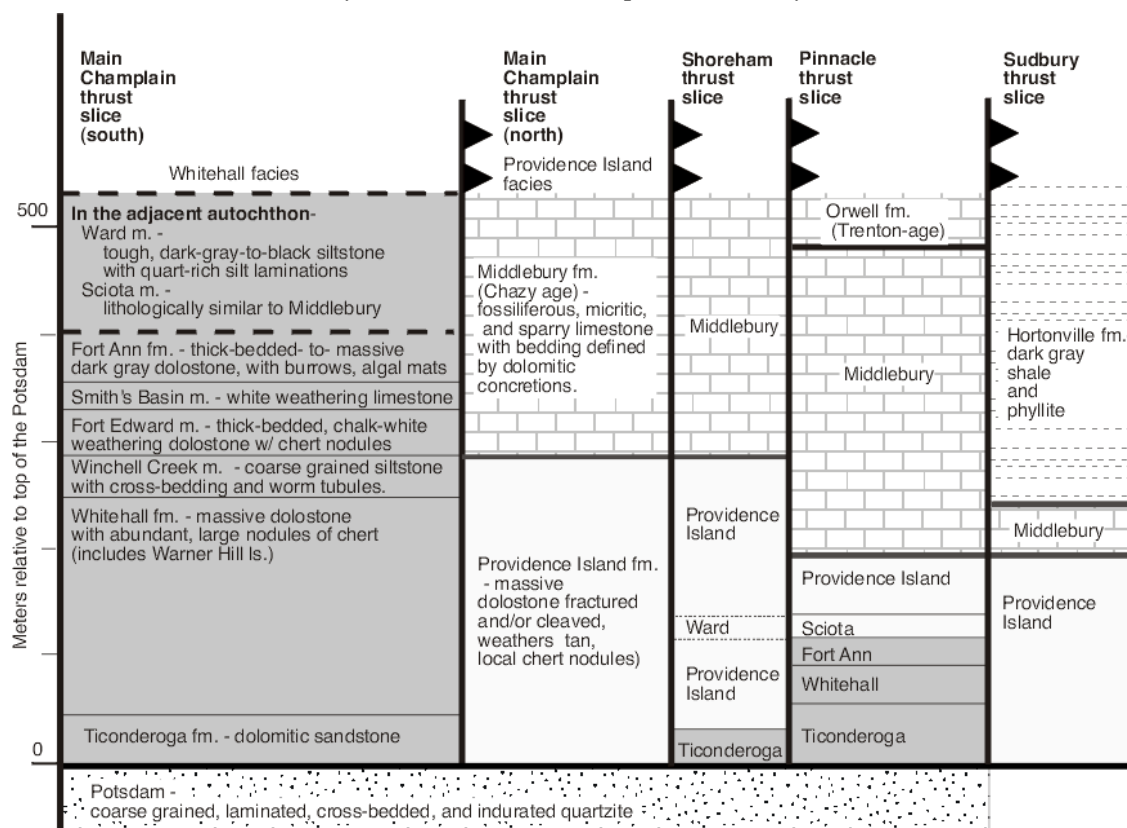 Main
Champlain
thrust
slice
(south)
Main
Champlain
thrust
slice
(north)
Shoreham
thrust
slice
Pinnacle
thrust
slice
Sudbury
thrust
slice
Whitehall facies
Providence Island
facies
500
0
Meters relative to top of the Potsdam
In the adjacent autochthon-
Ward m. -
tough, dark-gray-to-black siltstone
with quart-rich silt laminations
Sciota m. -
lithologically similar to Middlebury
Fort Ann fm. - thick-bedded- to- massive
dark gray dolostone, with burrows, algal mats
Smith's Basin m. - white weathering limestone
Fort Edward m. - thick-bedded, chalk-white
weathering dolostone w/ chert nodules
Winchell Creek m. - coarse grained siltstone
with cross-bedding and worm tubules.
Whitehall fm. - massive dolostone
with abundant, large nodules of chert
(includes Warner Hill ls.)
Ticonderoga fm. - dolomitic sandstone
Middlebury fm.
(Chazy age) -
fossiliferous, micritic,
and sparry limestone
with bedding defined
by dolomitic
concretions.
Providence Island fm.
- massive
dolostone fractured
and/or cleaved,
weathers tan,
local chert nodules)
Middlebury
Providence
Island
Ward
Providence
Island
Ticonderoga
Orwell fm.
(Trenton-age)
Middlebury
Providence Island
Sciota
Fort Ann
Whitehall
Ticonderoga
Hortonville fm.
dark gray
shale
and
phyllite
Middlebury
Providence
Island
Potsdam -
coarse grained, laminated, cross-bedded, and indurated quartzite